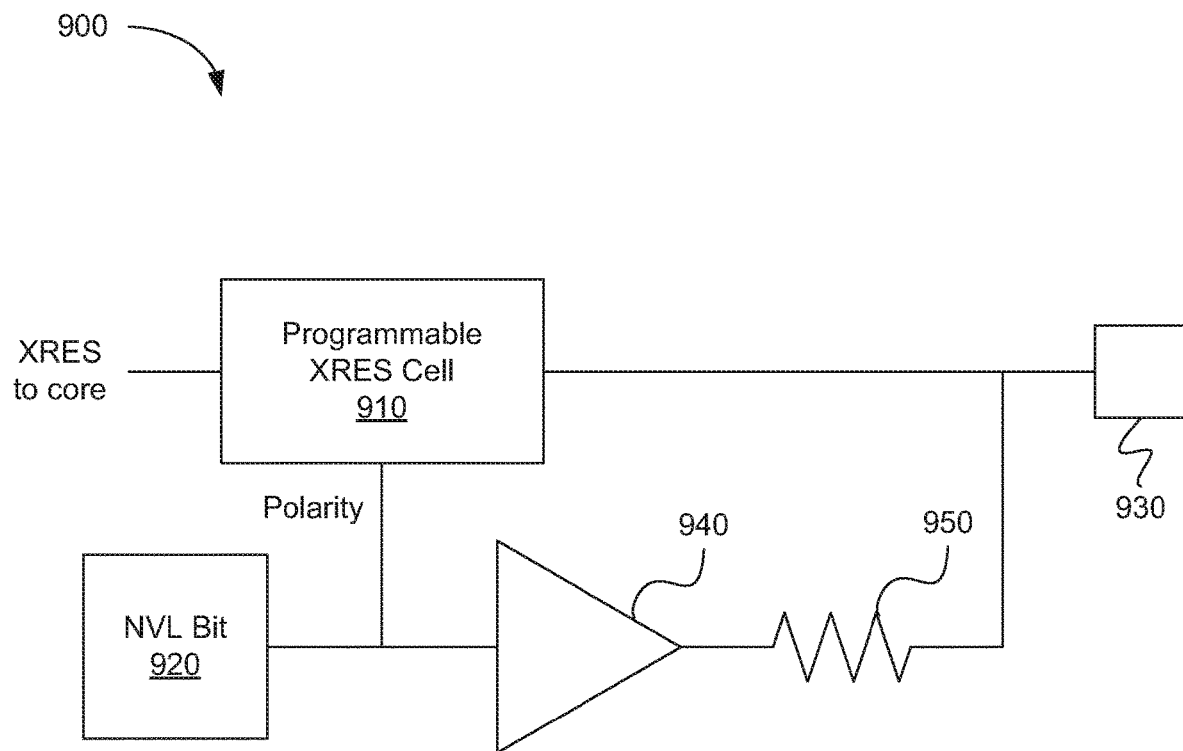 900
XRES
to core
Programmable
XRES Cell
910
930
Polarity
940
950
NVL Bit
920